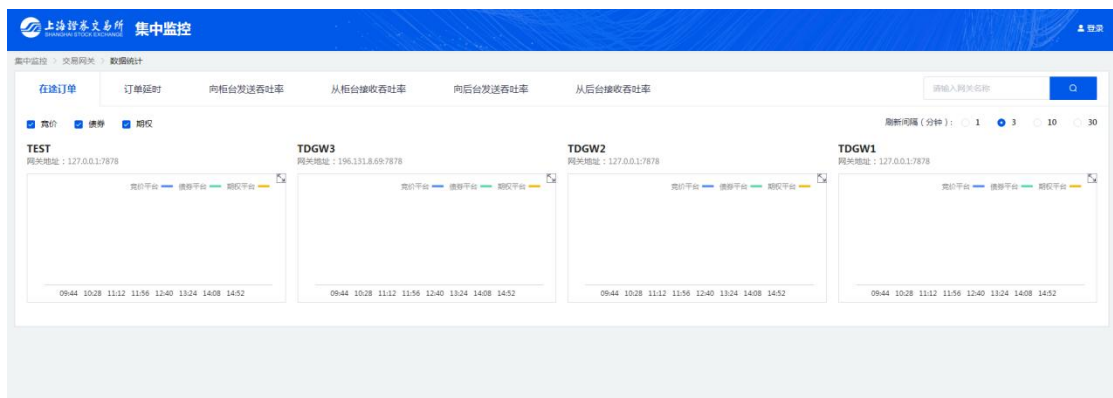 上海證券交易所 集中监控 登录
SHANGHAI STOCK EXCHANGE
集中监控 > 交易网关 > 数据统计
在途订单 订单延时 向柜台发送吞吐率 从柜台接收吞吐率 向后台发送吞吐率 从后台接收吞吐率 请输入网关名称
竞价 债券 期权 刷新间隔(分钟): 1 3 10 30
TEST TDGW3 TDGW2 TDGW1
网关地址:127.0.0.1:7878 网关地址:196.131.8.69:7878 网关地址:127.0.0.1:7878 网关地址:127.0.0.1:7878
竞价平台 债券平台 期权平台 竞价平台 债券平台 期权平台 竞价平台 债券平台 期权平台 竞价平台 债券平台 期权平台
09:44 10:28 11:12 11:56 12:40 13:24 14:08 14:52 09:44 10:28 11:12 11:56 12:40 13:24 14:08 14:52 09:44 10:28 11:12 11:56 12:40 13:24 14:08 14:52 09:44 10:28 11:12 11:56 12:40 13:24 14:08 14:52